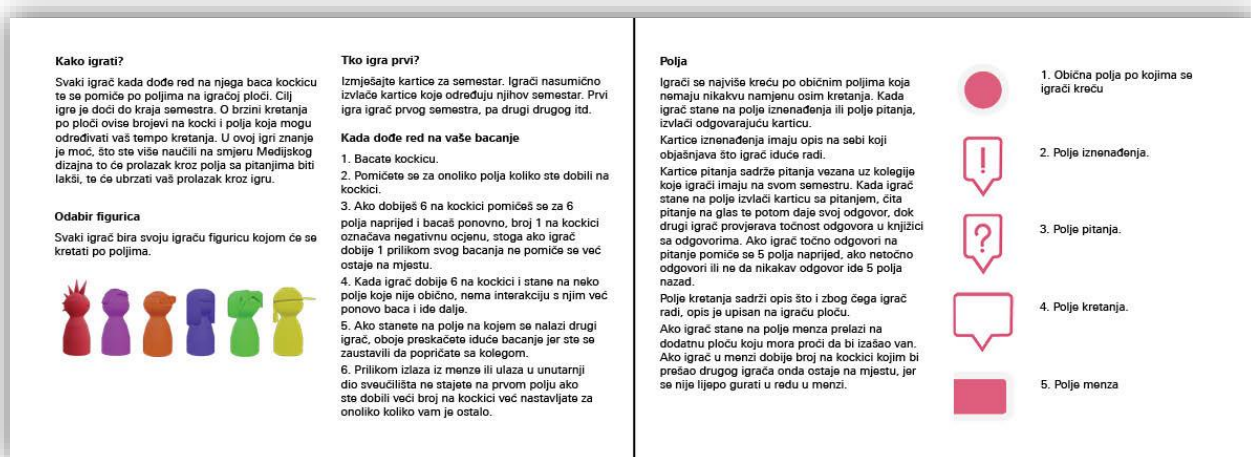 Kako igrati?
Svaki igrač kada dođe red na njega baca kockicu
te se pomiče po poljima na igraćoj ploči. Cilj
igre je doći do kraja semestra. O brzini kretanja
po ploči ovise brojevi na kocki i polja koja mogu
određivati vaš tempo kretanja. U ovoj igri znanje
je moć, što ste više naučili na smjeru Medijskog
dizajna to će prolazak kroz polja sa pitanjima biti
lakši, te će ubrzati vaš prolazak kroz igru.
Odabir figurica
Svaki igrač bira svoju igraču figuricu kojom će se
kretati po poljima.
Tko igra prvi?
Izmješajte kartice za semestar. Igrači nasumično
izvlače kartice koje određuju njihov semestar. Prvi
igra igrač prvog semestra, pa drugi drugog itd.
Kada dođe red na vaše bacanje
1. Bacate kockicu.
2. Pomičete se za onoliko polja koliko ste dobili na
kockici.
3. Ako dobiješ 6 na kockici pomičeš se za 6
polja naprijed i bacaš ponovno, broj 1 na kockici
označava negativnu ocjenu, stoga ako igrač
dobije 1 prilikom svog bacanja ne pomiče se već
ostaje na mjestu.
4. Kada igrač dobije 6 na kockici i stane na neko
polje koje nije obično, nema interakciju s njim već
ponovo baca i ide dalje.
5. Ako stanete na polje na kojem se nalazi drugi
igrač, oboje preskačete iduće bacanje jer ste se
zaustavili da popričate sa kolegom.
6. Prilikom izlaza iz menze ili ulaza u unutarnji
dio sveučilišta ne stajete na prvom polju ako
ste dobili veći broj na kockici već nastavljate za
onoliko koliko vam je ostalo.
Polja
Igrači se najviše kreću po običnim poljima koja
nemaju nikakvu namjenu osim kretanja. Kada
igrač stane na polje iznenađenja ili polje pitanja,
izvlači odgovarajuću karticu.
Kartice iznenađenja imaju opis na sebi koji
objašnjava što igrač iduće radi.
Kartice pitanja sadrže pitanja vezana uz kolegije
koje igrači imaju na svom semestru. Kada igrač
stane na polje izvlači karticu sa pitanjem, čita
pitanje na glas te potom daje svoj odgovor, dok
drugi igrač provjerava točnost odgovora u knjižici
sa odgovorima. Ako igrač točno odgovori na
pitanje pomiče se 5 polja naprijed, ako netočno
odgovori ili ne da nikakav odgovor ide 5 polja
nazad.
Polje kretanja sadrži opis što i zbog čega igrač
radi, opis je upisan na igraću ploču.
Ako igrač stane na polje menza prelazi na
dodatnu ploču koju mora proći da bi izašao van.
Ako igrač u menzi dobije broj na kockici kojim bi
prešao drugog igrača onda ostaje na mjestu, jer
se nije lijepo gurati u redu u menzi.
1. Obična polja po kojima se
igrači kreću
!
2. Polje iznenađenja.
?
3. Polje pitanja.
4. Polje kretanja.
5. Polje menza